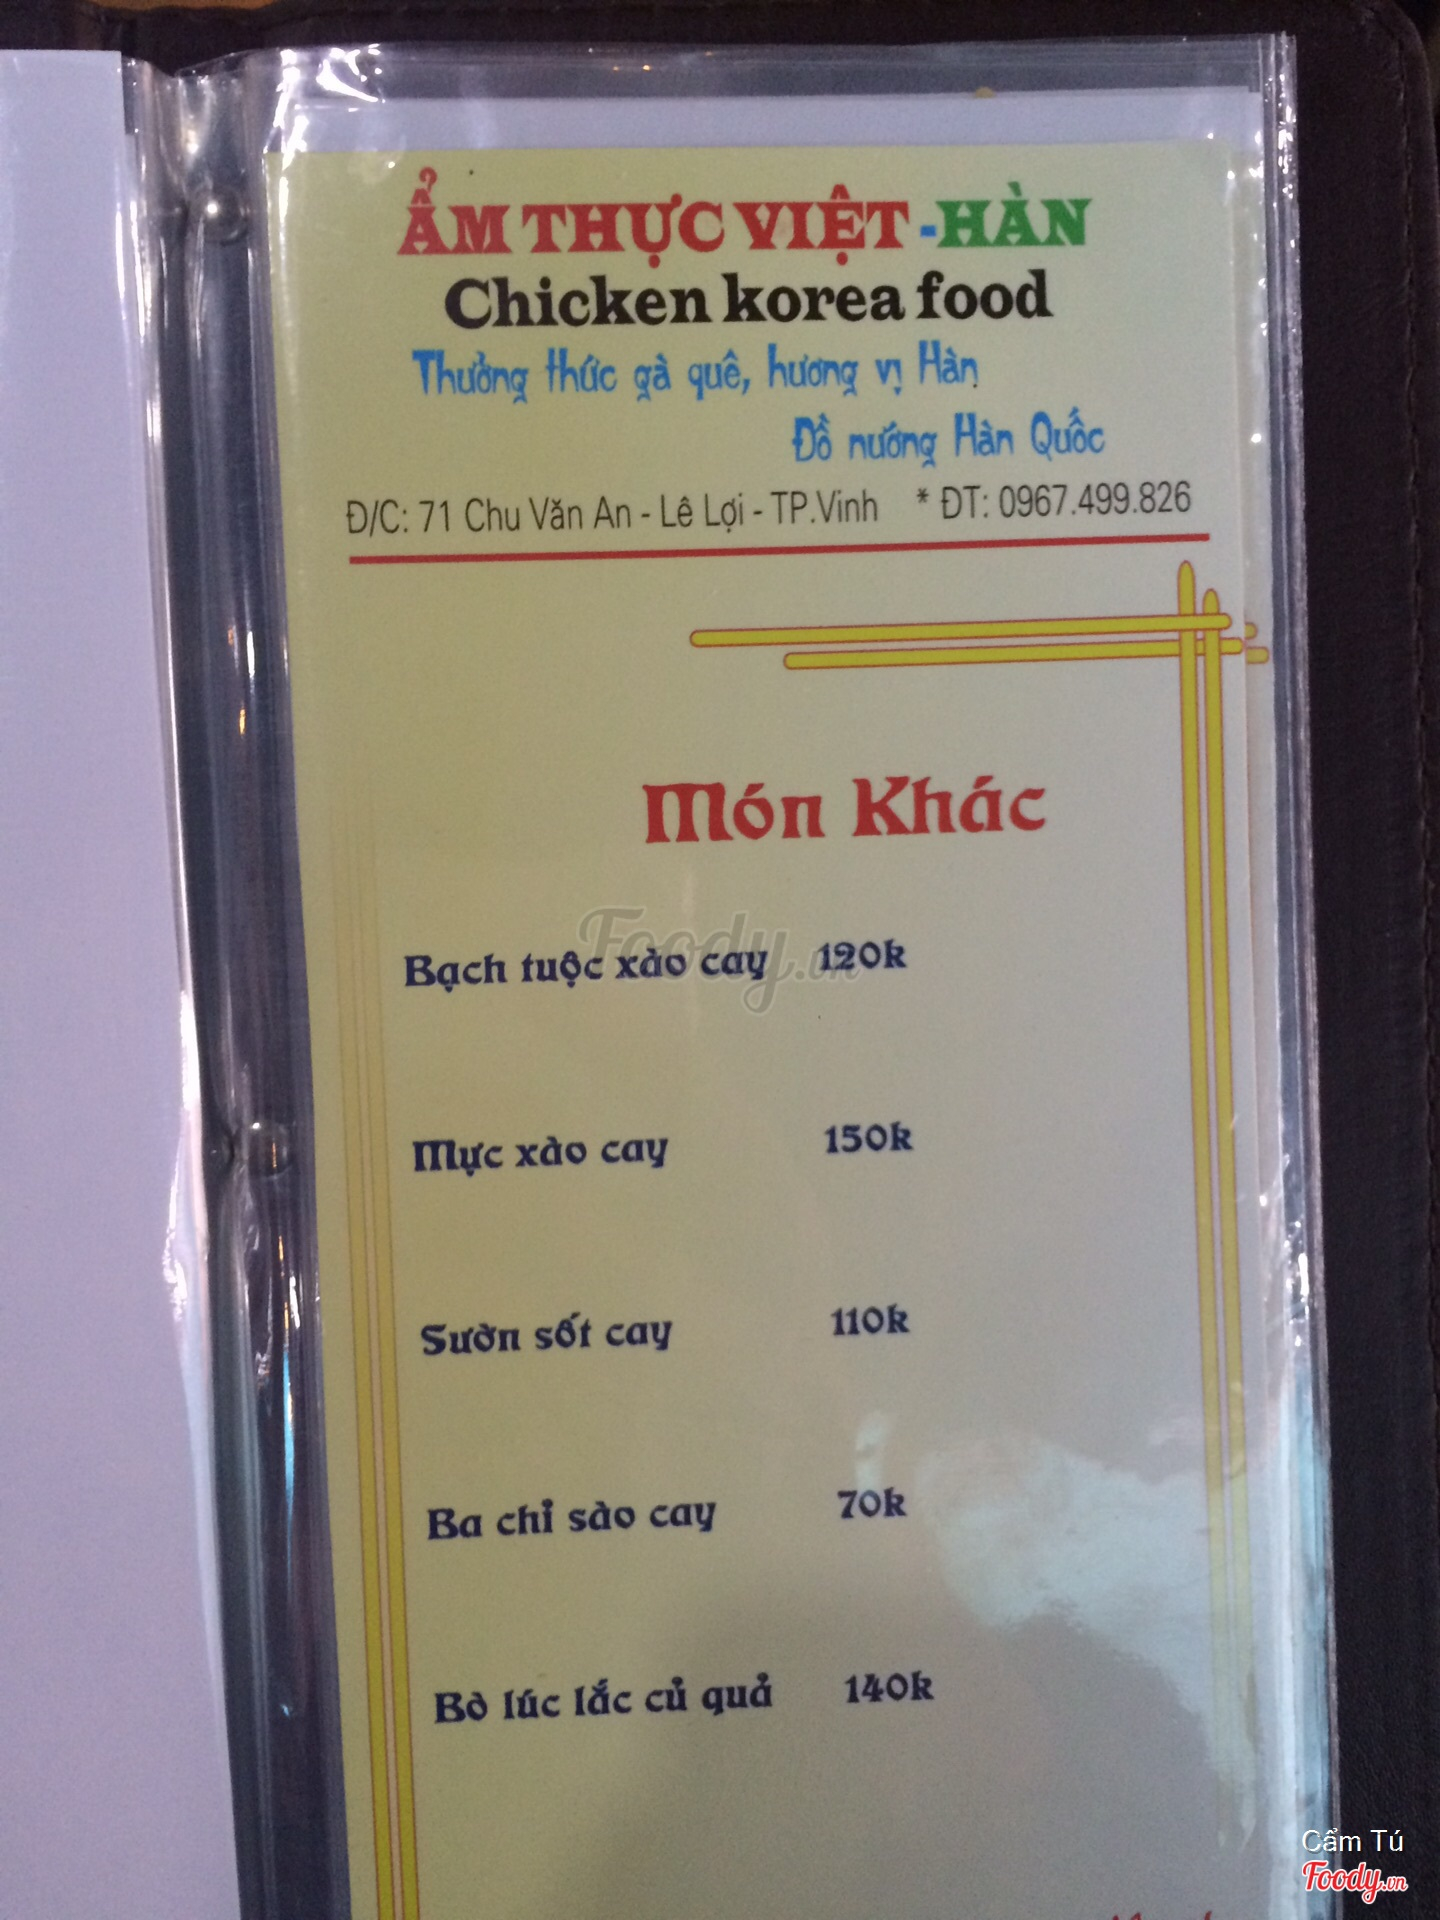 ẨM THỰC VIỆT-HÀN
Chicken korea food
Thưởng thức gà quê, hương vị Hàn
Đồ nướng Hàn Quốc
Đ/C: 71 Chu Văn An - Lê Lợi - TP.Vinh * ĐT: 0967.499.826
Món Khác
Bạch tuộc xào cay 120k
Mực xào cay 150k
Sườn sốt cay 110k
Ba chỉ sào cay 70k
Bò lúc lắc củ quả 140k
Foody.vn
Cẩm Tú
Foody.vn